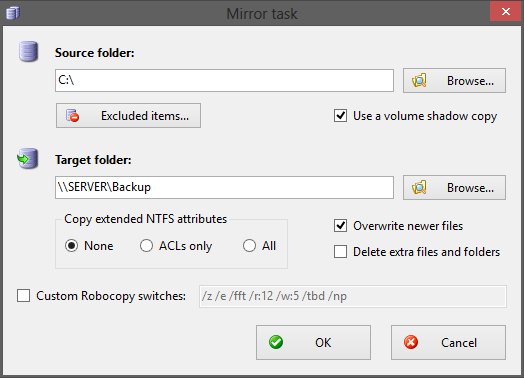 Mirror task
Source folder:
C:\
Browse...
Excluded items...
Use a volume shadow copy
Target folder:
\\SERVER\Backup
Browse...
Copy extended NTFS attributes
None
ACLs only
All
Overwrite newer files
Delete extra files and folders
Custom Robocopy switches:
/z /e /fft /r:12 /w:5 /tbd /np
OK
Cancel